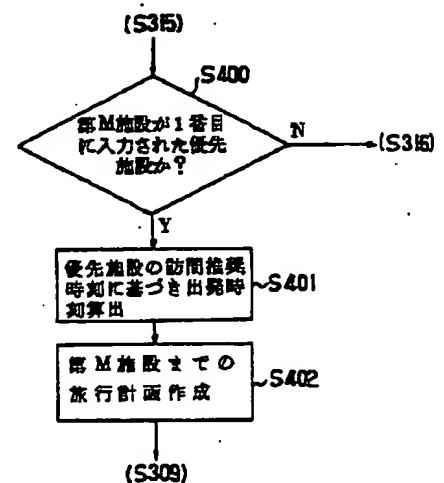 (S315)
S400
第M施設が1番目
に入力された優先
施設か?
N
(S316)
Y
優先施設の訪問推奨
時刻に基づき出発時
刻算出
S401
第M施設までの
旅行計画作成
S402
(S309)